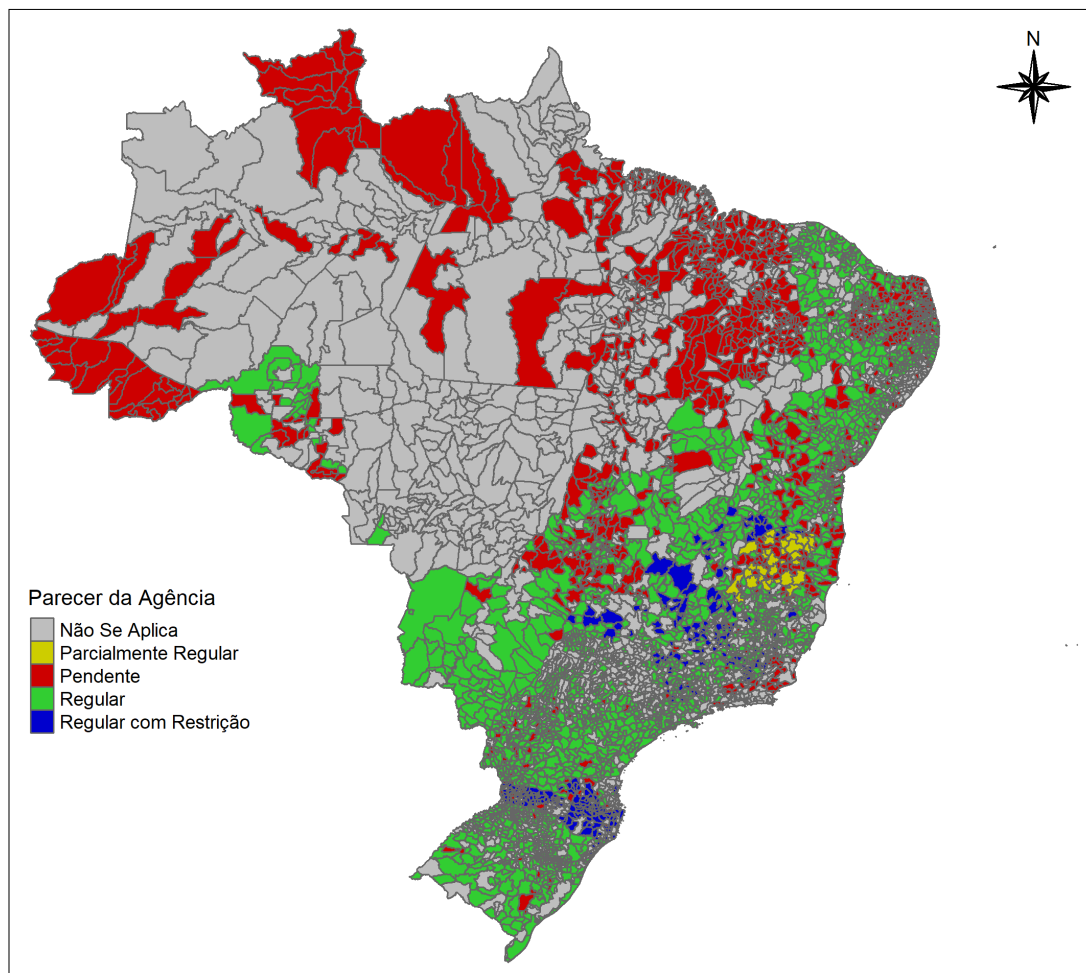 N
Parecer da Agência
Não Se Aplica
Parcialmente Regular
Pendente
Regular
Regular com Restrição